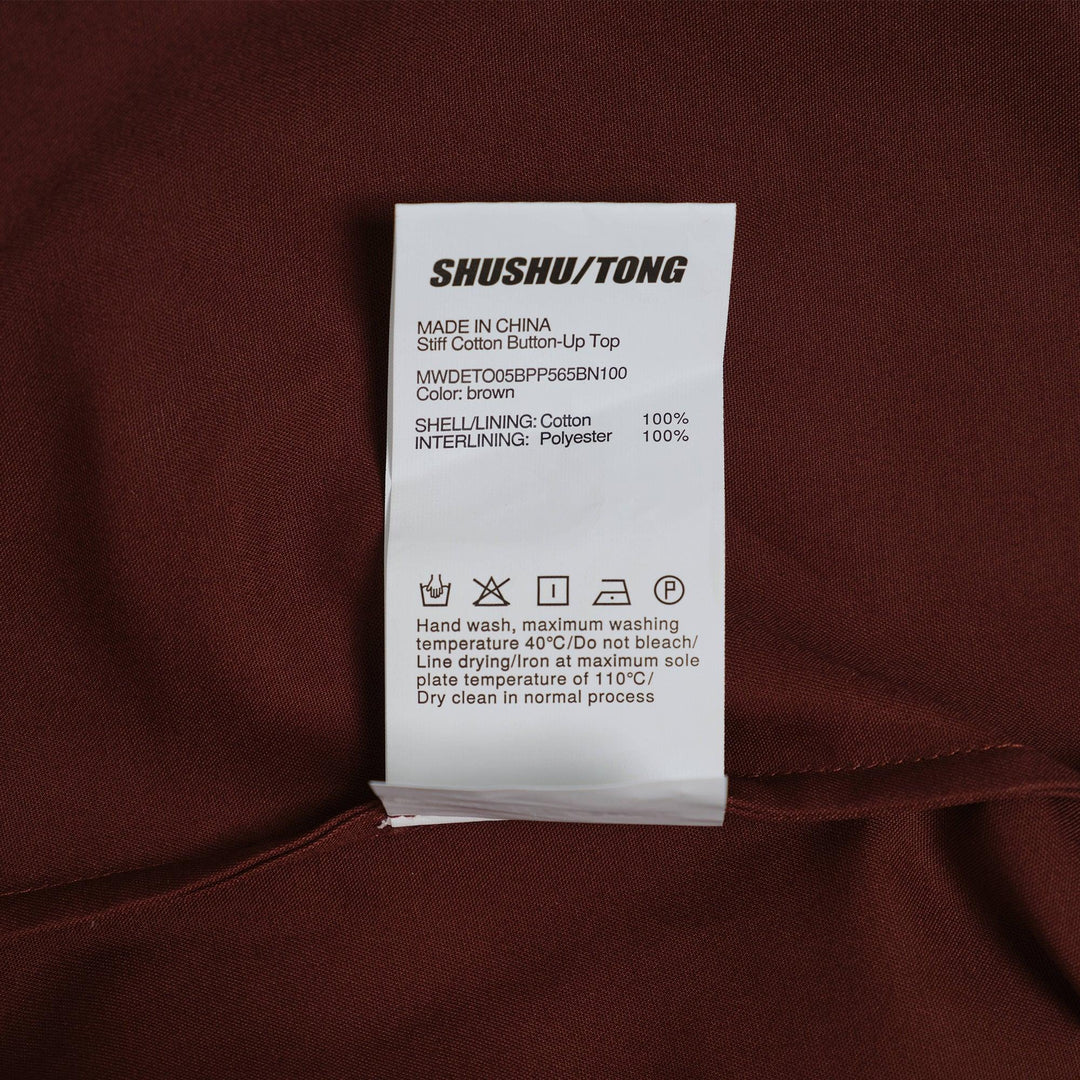 SHUSHU/TONG
MADE IN CHINA
Stiff Cotton Button-Up Top
MWDETO05BPP565BN100
Color: brown
SHELL/LINING: Cotton 100%
INTERLINING: Polyester 100%
P
Hand wash, maximum washing
temperature 40°C/Do not bleach/
Line drying/Iron at maximum sole
plate temperature of 110°C/
Dry clean in normal process